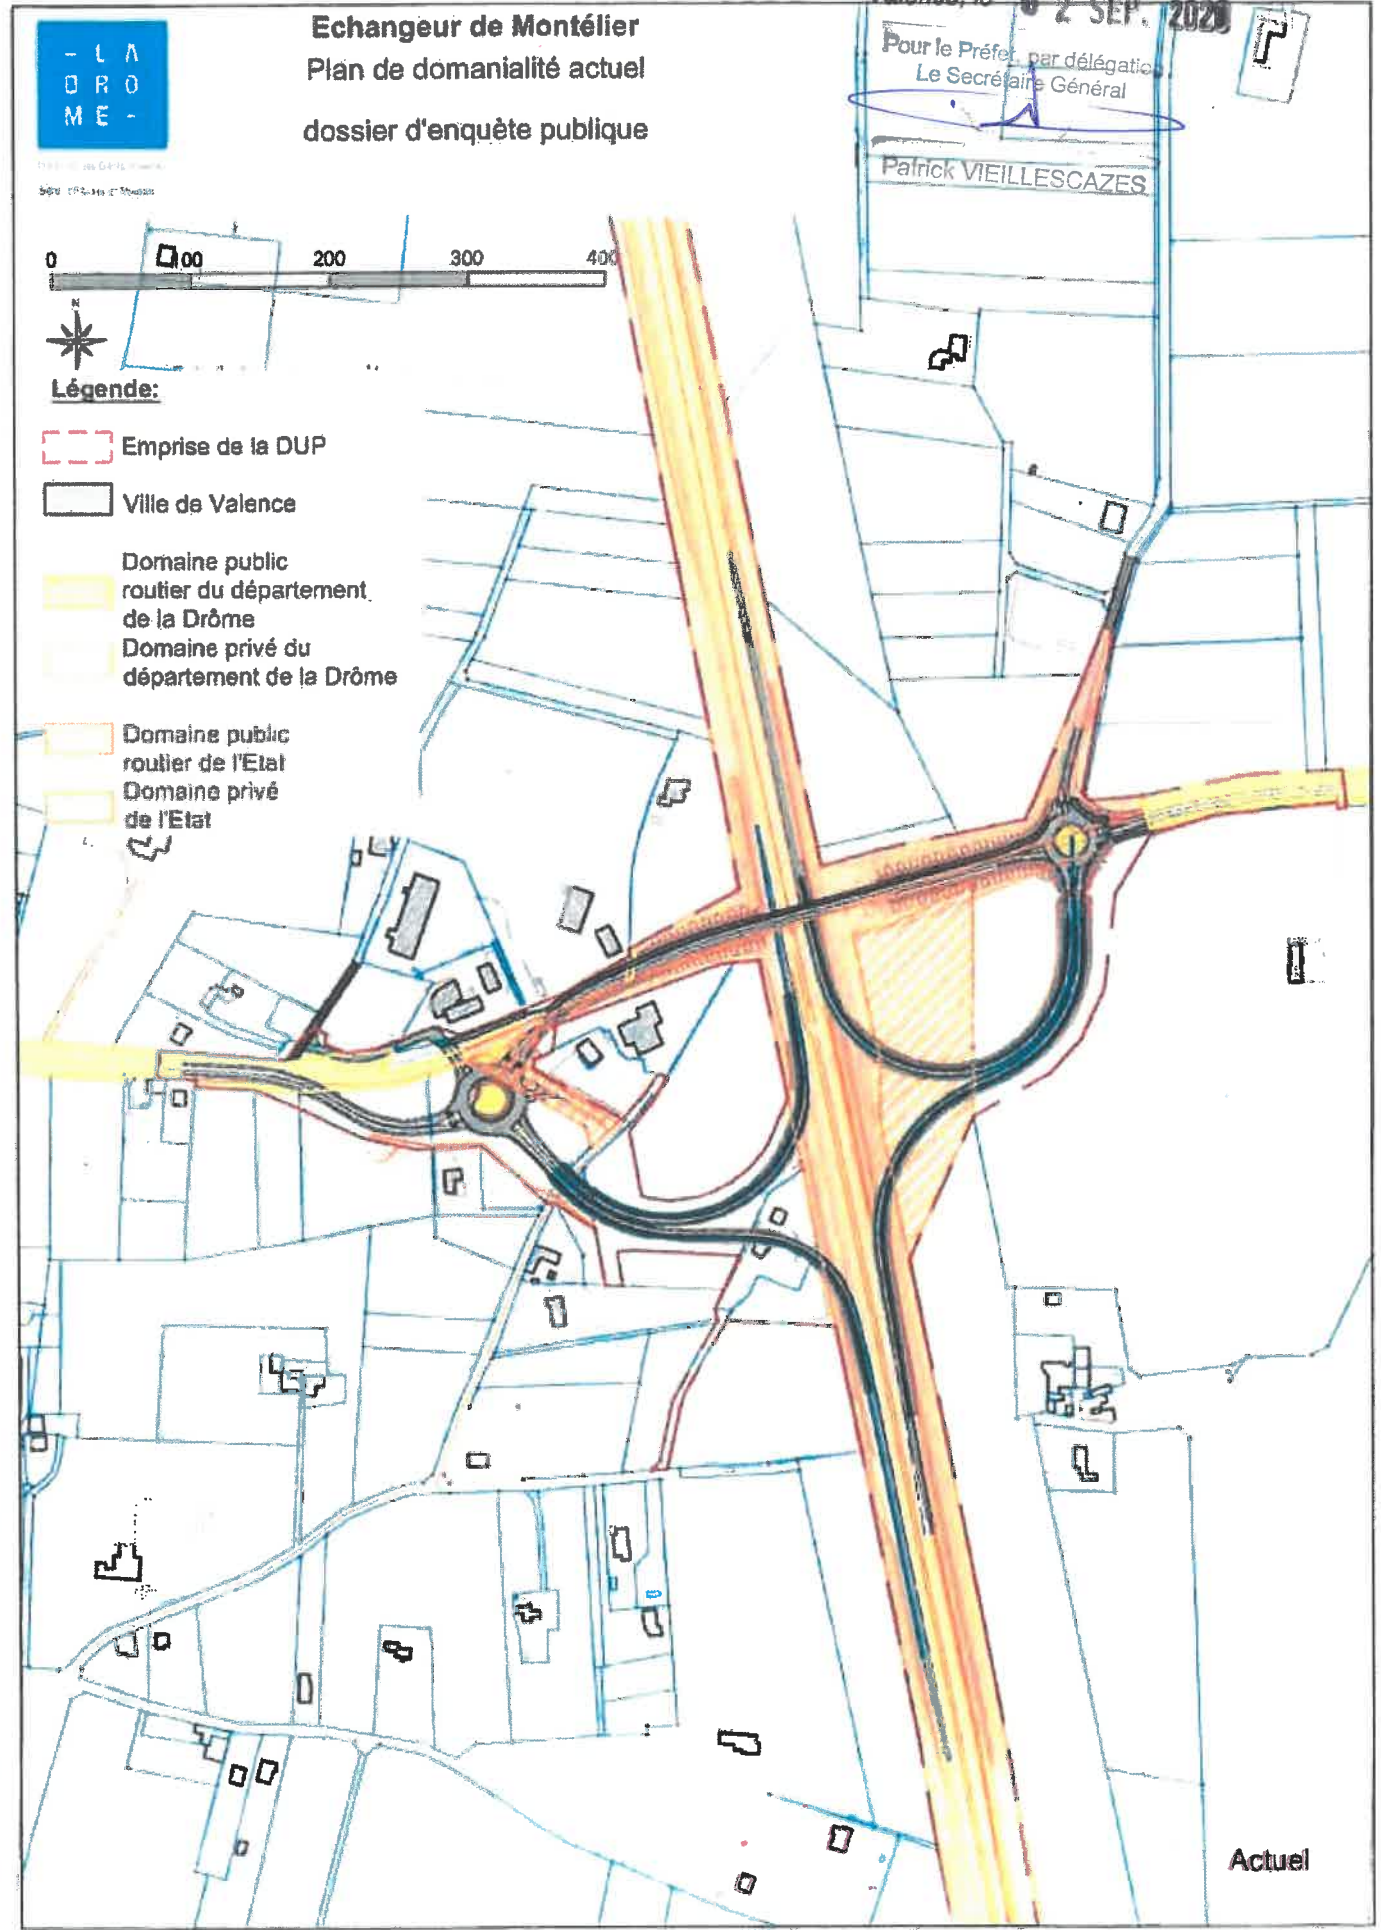 - L A
D R O
M E -
Echangeur de Montélier
Plan de domanialité actuel
dossier d'enquête publique
2 SEP. 2020
Pour le Préfet, par délégation
Le Secrétaire Général
Patrick VIEILLESCAZES
0 100 200 300 400
N
Légende:
Emprise de la DUP
Ville de Valence
Domaine public
routier du département
de la Drôme
Domaine privé du
département de la Drôme
Domaine public
routier de l'Etat
Domaine privé
de l'Etat
Actuel